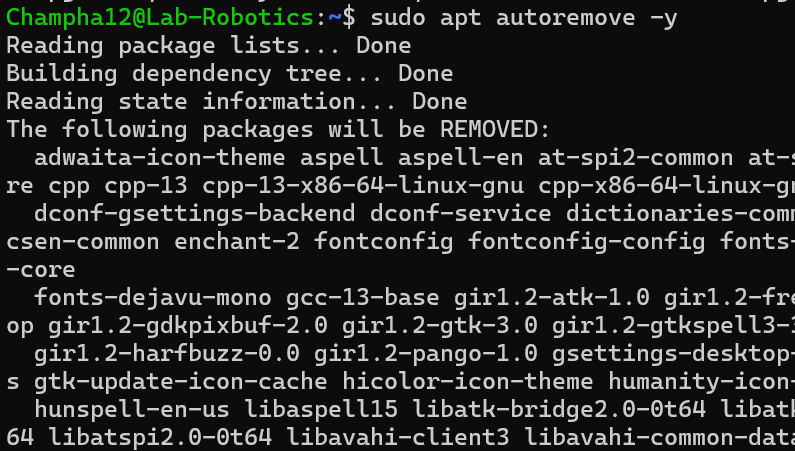 Champha12@Lab-Robotics:~$ sudo apt autoremove -y
Reading package lists... Done
Building dependency tree... Done
Reading state information... Done
The following packages will be REMOVED:
adwaita-icon-theme aspell aspell-en at-spi2-common at-s
re cpp cpp-13 cpp-13-x86-64-linux-gnu cpp-x86-64-linux-gn
dconf-gsettings-backend dconf-service dictionaries-comm
csen-common enchant-2 fontconfig fontconfig-config fonts-
-core
fonts-dejavu-mono gcc-13-base gir1.2-atk-1.0 gir1.2-fre
op gir1.2-gdkpixbuf-2.0 gir1.2-gtk-3.0 gir1.2-gtkspell3-3
gir1.2-harfbuzz-0.0 gir1.2-pango-1.0 gsettings-desktop-
s gtk-update-icon-cache hicolor-icon-theme humanity-icon-
hunspell-en-us libaspell15 libatk-bridge2.0-0t64 libatk
64 libatspi2.0-0t64 libavahi-client3 libavahi-common-data